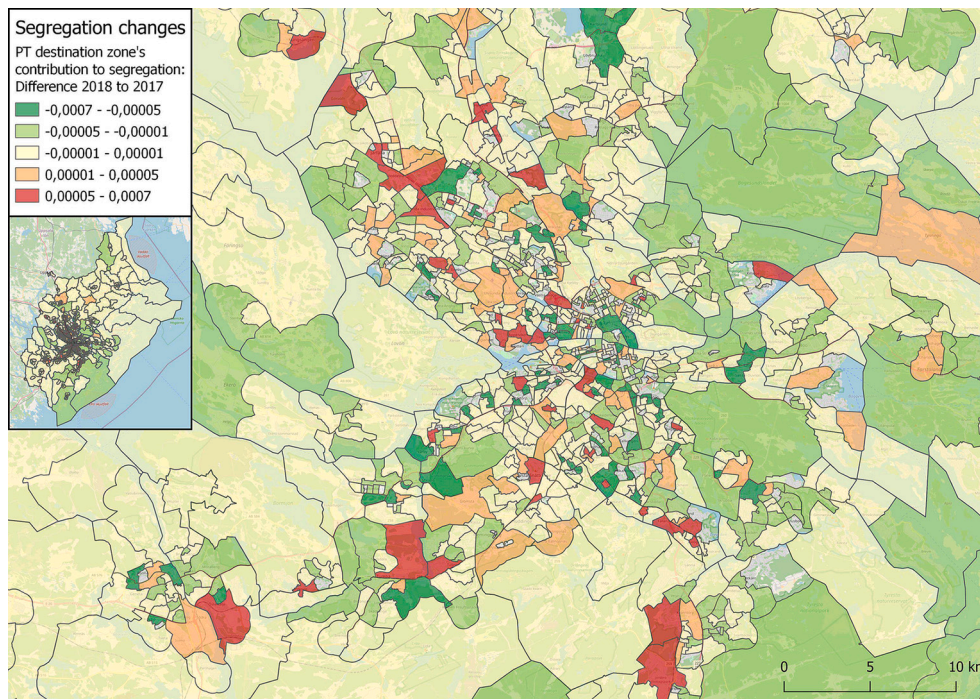 Segregation changes
PT destination zone's
contribution to segregation:
Difference 2018 to 2017
-0,0007 - -0,00005
-0,00005 - -0,00001
-0,00001 - 0,00001
0,00001 - 0,00005
0,00005 - 0,0007
0 5 10 km